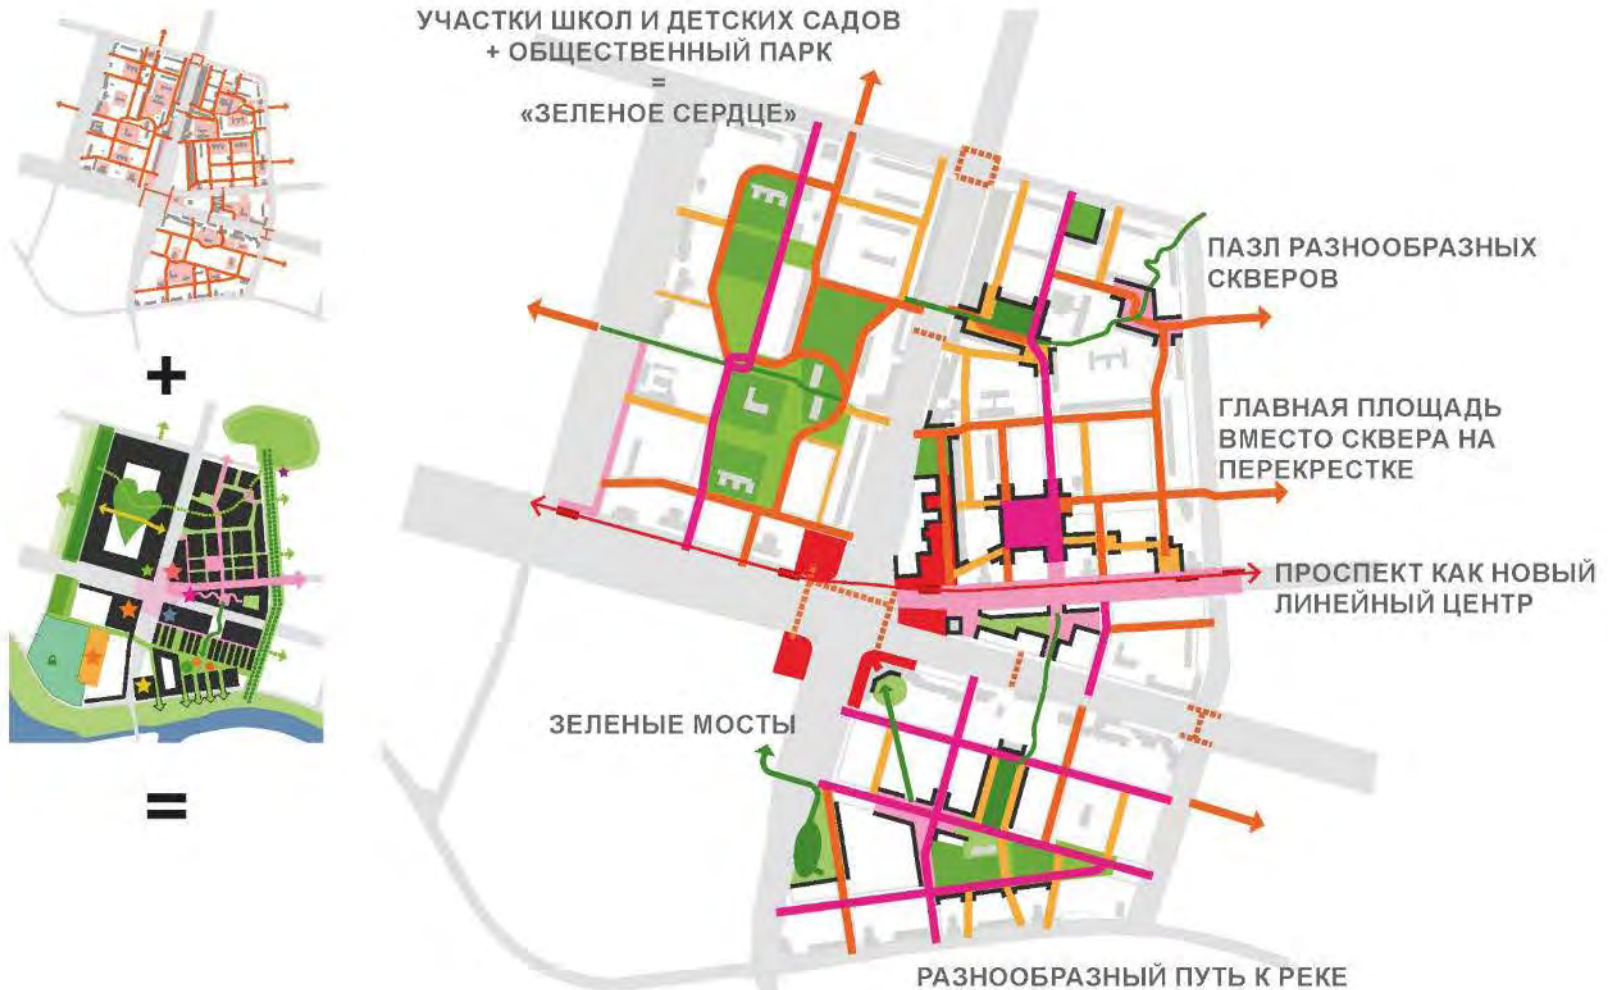 УЧАСТКИ ШКОЛ И ДЕТСКИХ САДОВ
+ ОБЩЕСТВЕННЫЙ ПАРК
=
«ЗЕЛЕНОЕ СЕРДЦЕ»
ПАЗЛ РАЗНООБРАЗНЫХ
СКВЕРОВ
+
ГЛАВНАЯ ПЛОЩАДЬ
ВМЕСТО СКВЕРА НА
ПЕРЕКРЕСТКЕ
ПРОСПЕКТ КАК НОВЫЙ
ЛИНЕЙНЫЙ ЦЕНТР
ЗЕЛЕНЫЕ МОСТЫ
=
РАЗНООБРАЗНЫЙ ПУТЬ К РЕКЕ